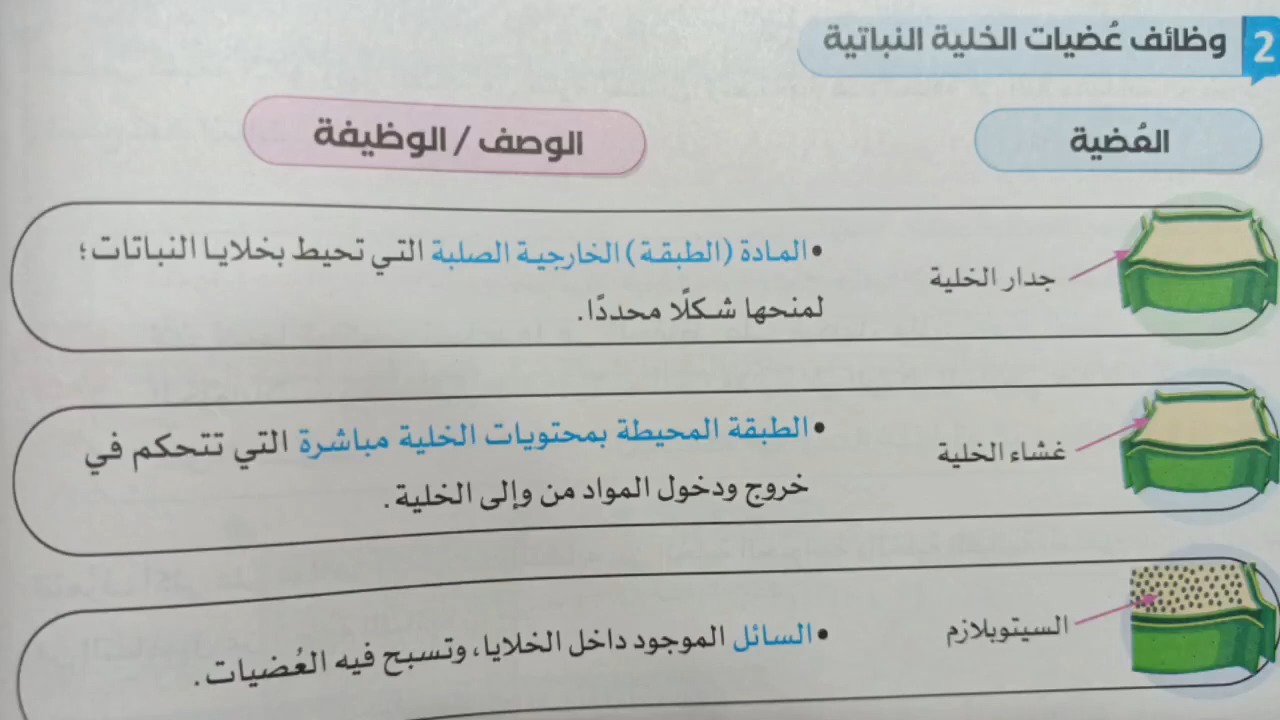 2 وظائف عُضيات الخلية النباتية
العُضية
الوصف / الوظيفة
جدار الخلية
•المادة (الطبقة) الخارجية الصلبة التي تحيط بخلايا النباتات؛
لمنحها شكلًا محددًا.
غشاء الخلية
•الطبقة المحيطة بمحتويات الخلية مباشرة التي تتحكم في
خروج ودخول المواد من وإلى الخلية.
السيتوبلازم
•السائل الموجود داخل الخلايا، وتسبح فيه العُضيات.